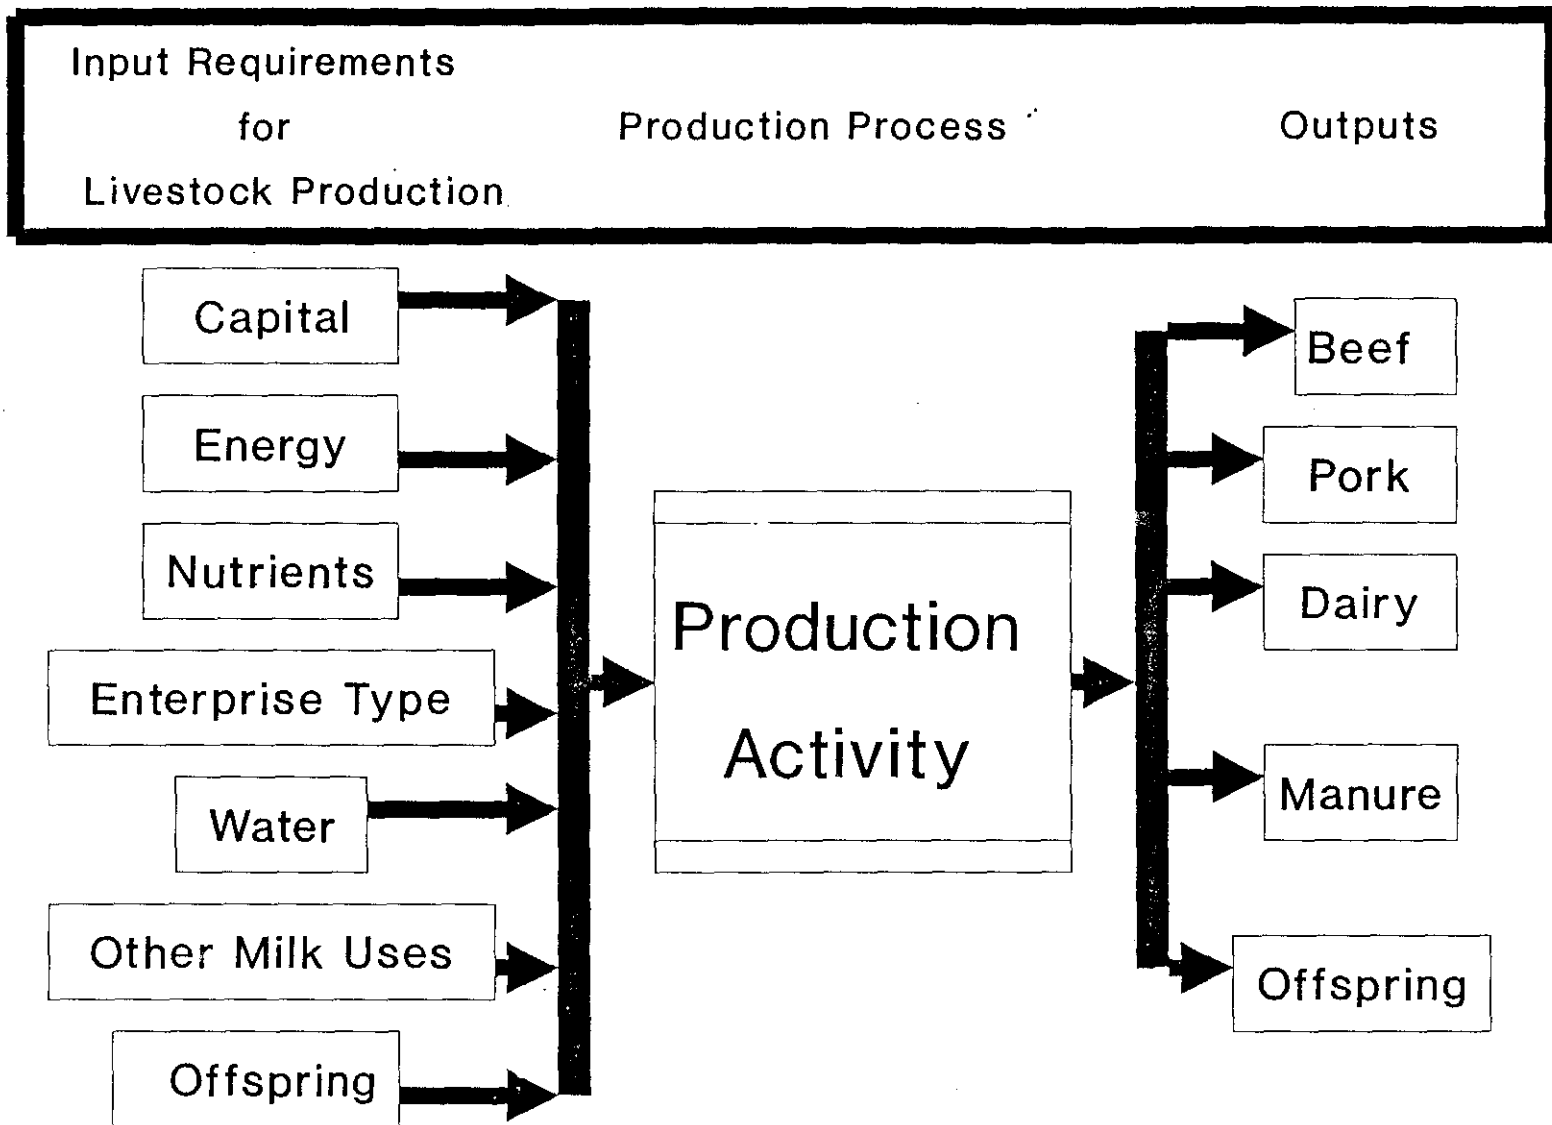 Input Requirements
for
Livestock Production
Production Process
Outputs
Capital
Energy
Nutrients
Enterprise Type
Water
Other Milk Uses
Offspring
Production
Activity
Beef
Pork
Dairy
Manure
Offspring